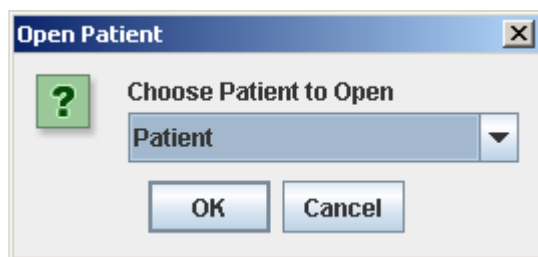 Open Patient
?
Choose Patient to Open
Patient
OK Cancel